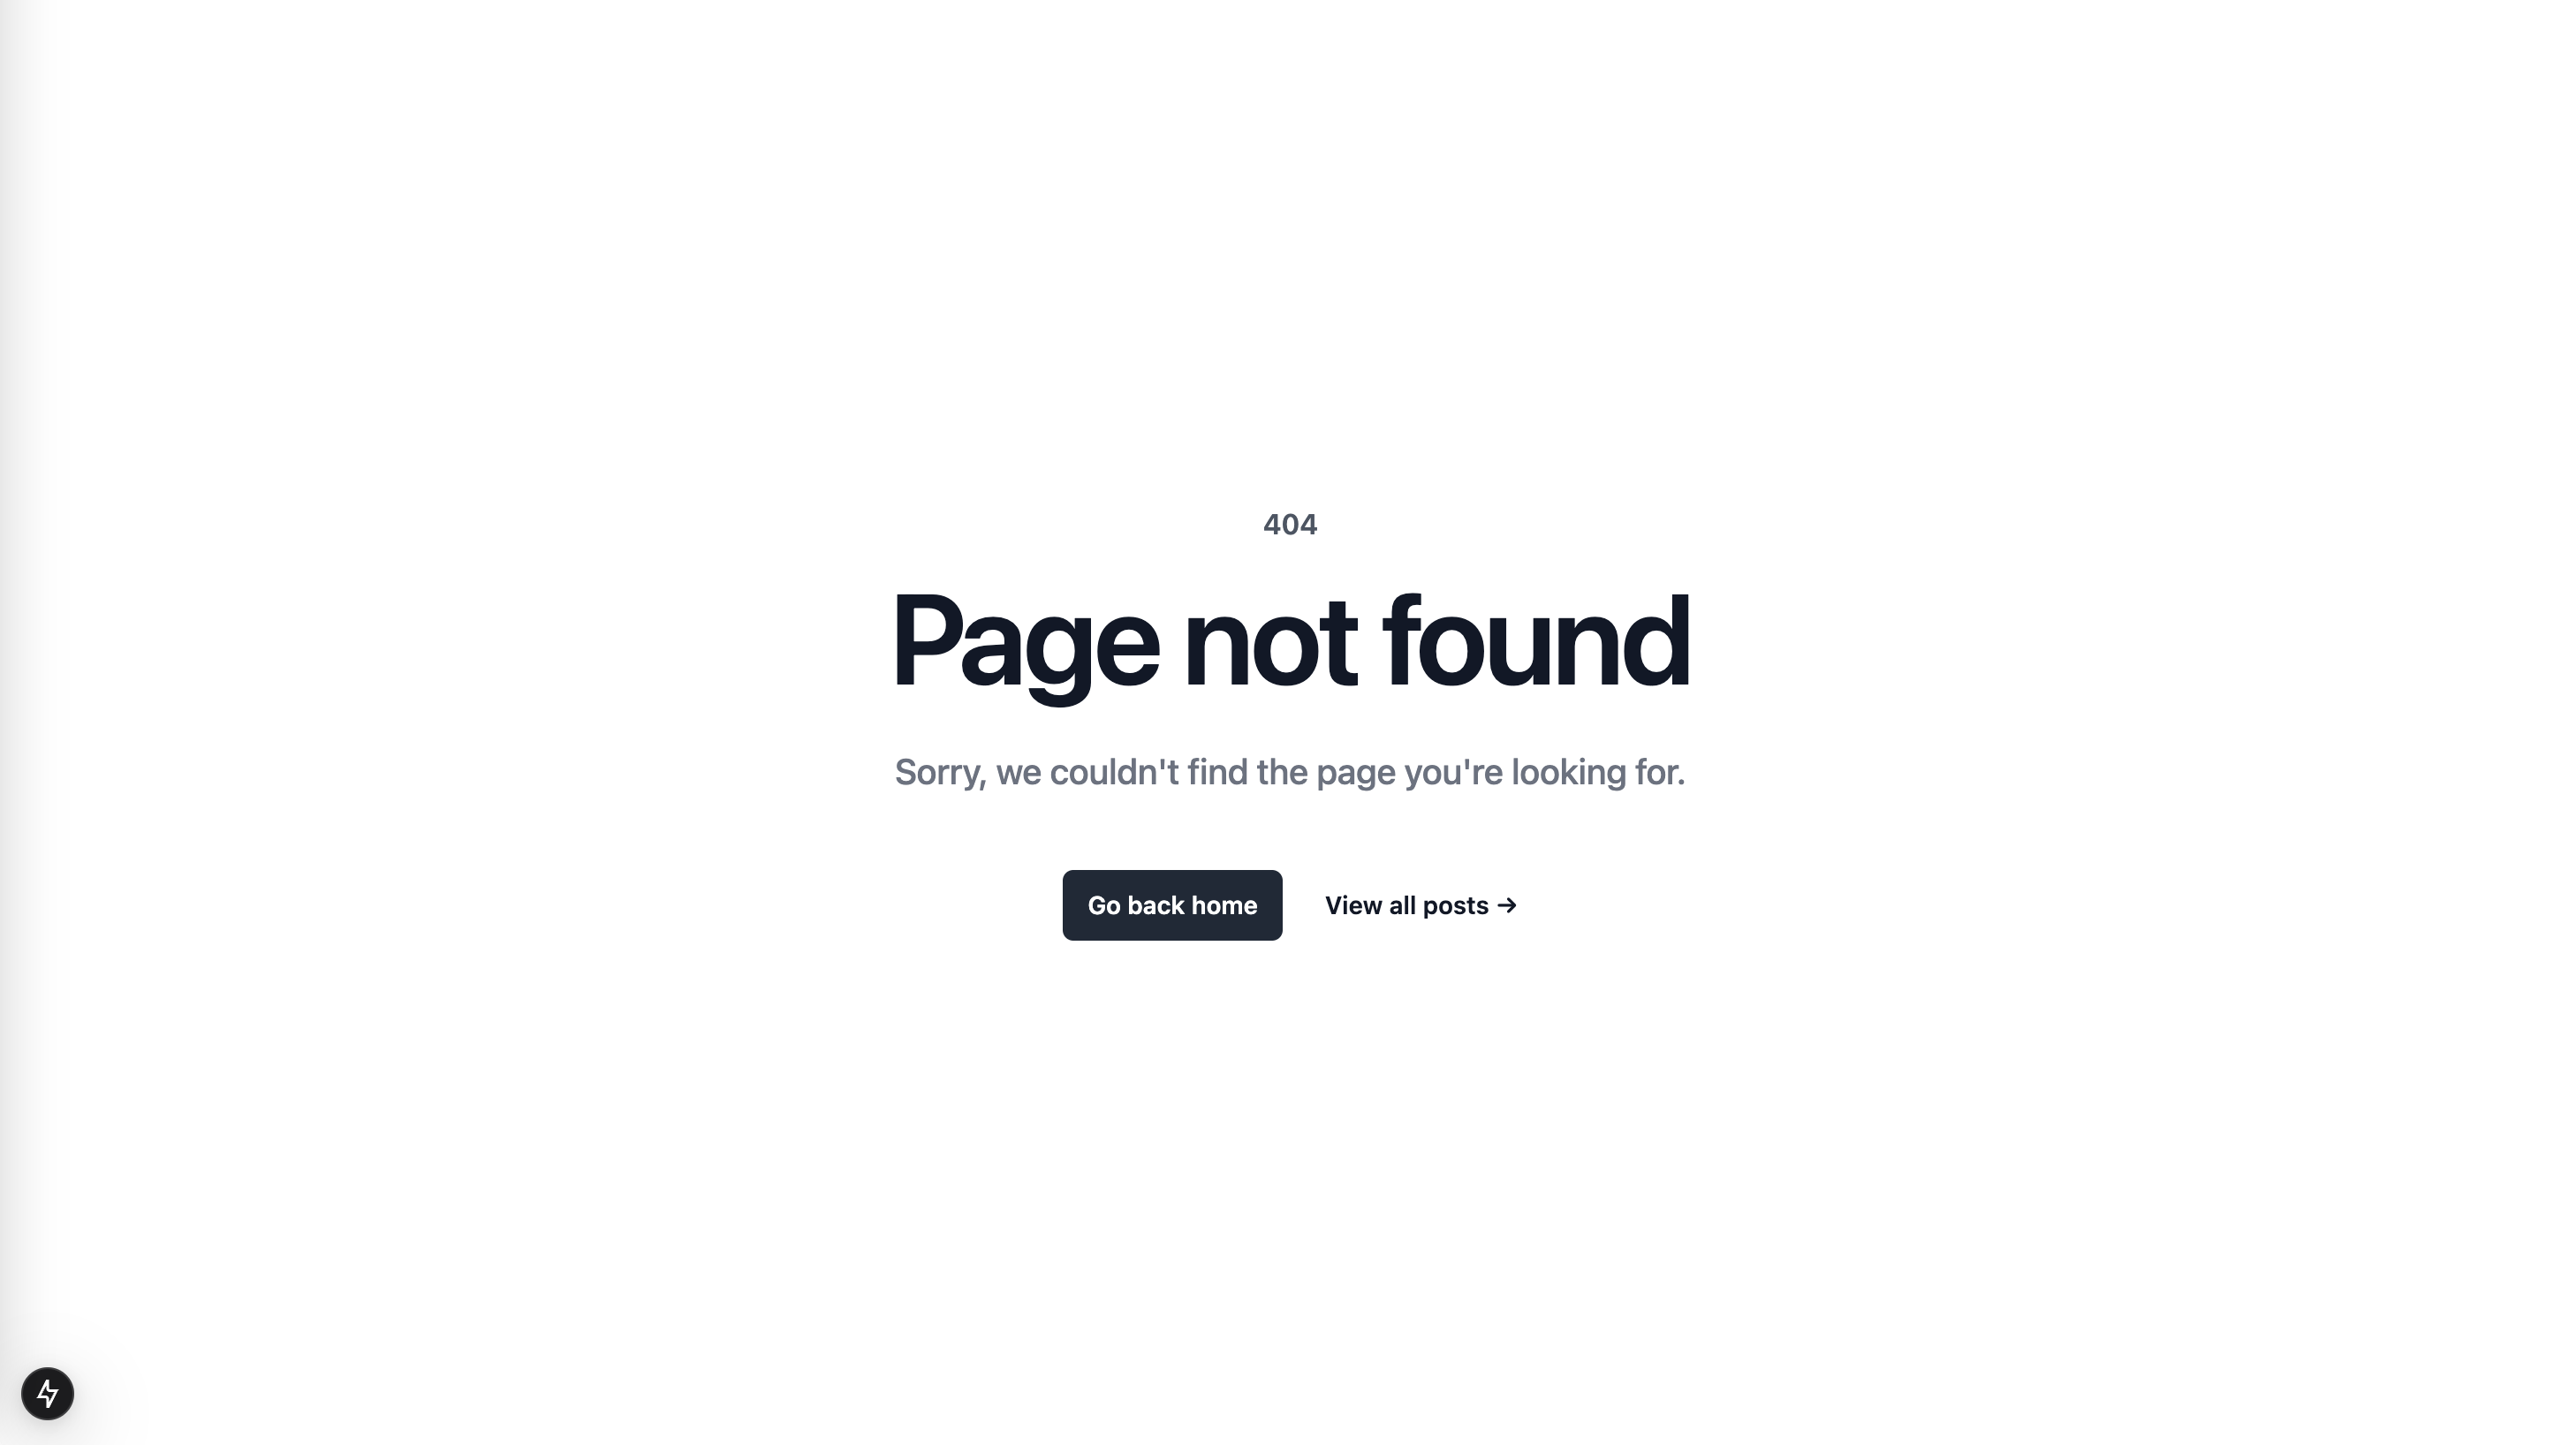 404
Page not found
Sorry, we couldn't find the page you're looking for.
Go back home
View all posts →